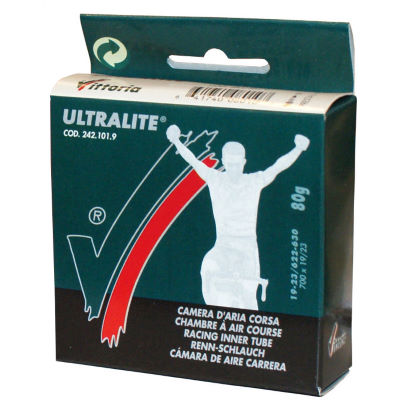 Vittoria
ULTRALITE®
COD. 242.101.9
®
80g
19-23/622-630
700 x 19/23
CAMERA D'ARIA CORSA
CHAMBRE À AIR COURSE
RACING INNER TUBE
RENN-SCHLAUCH
CÁMARA DE AIRE CARRERA
Vittoria